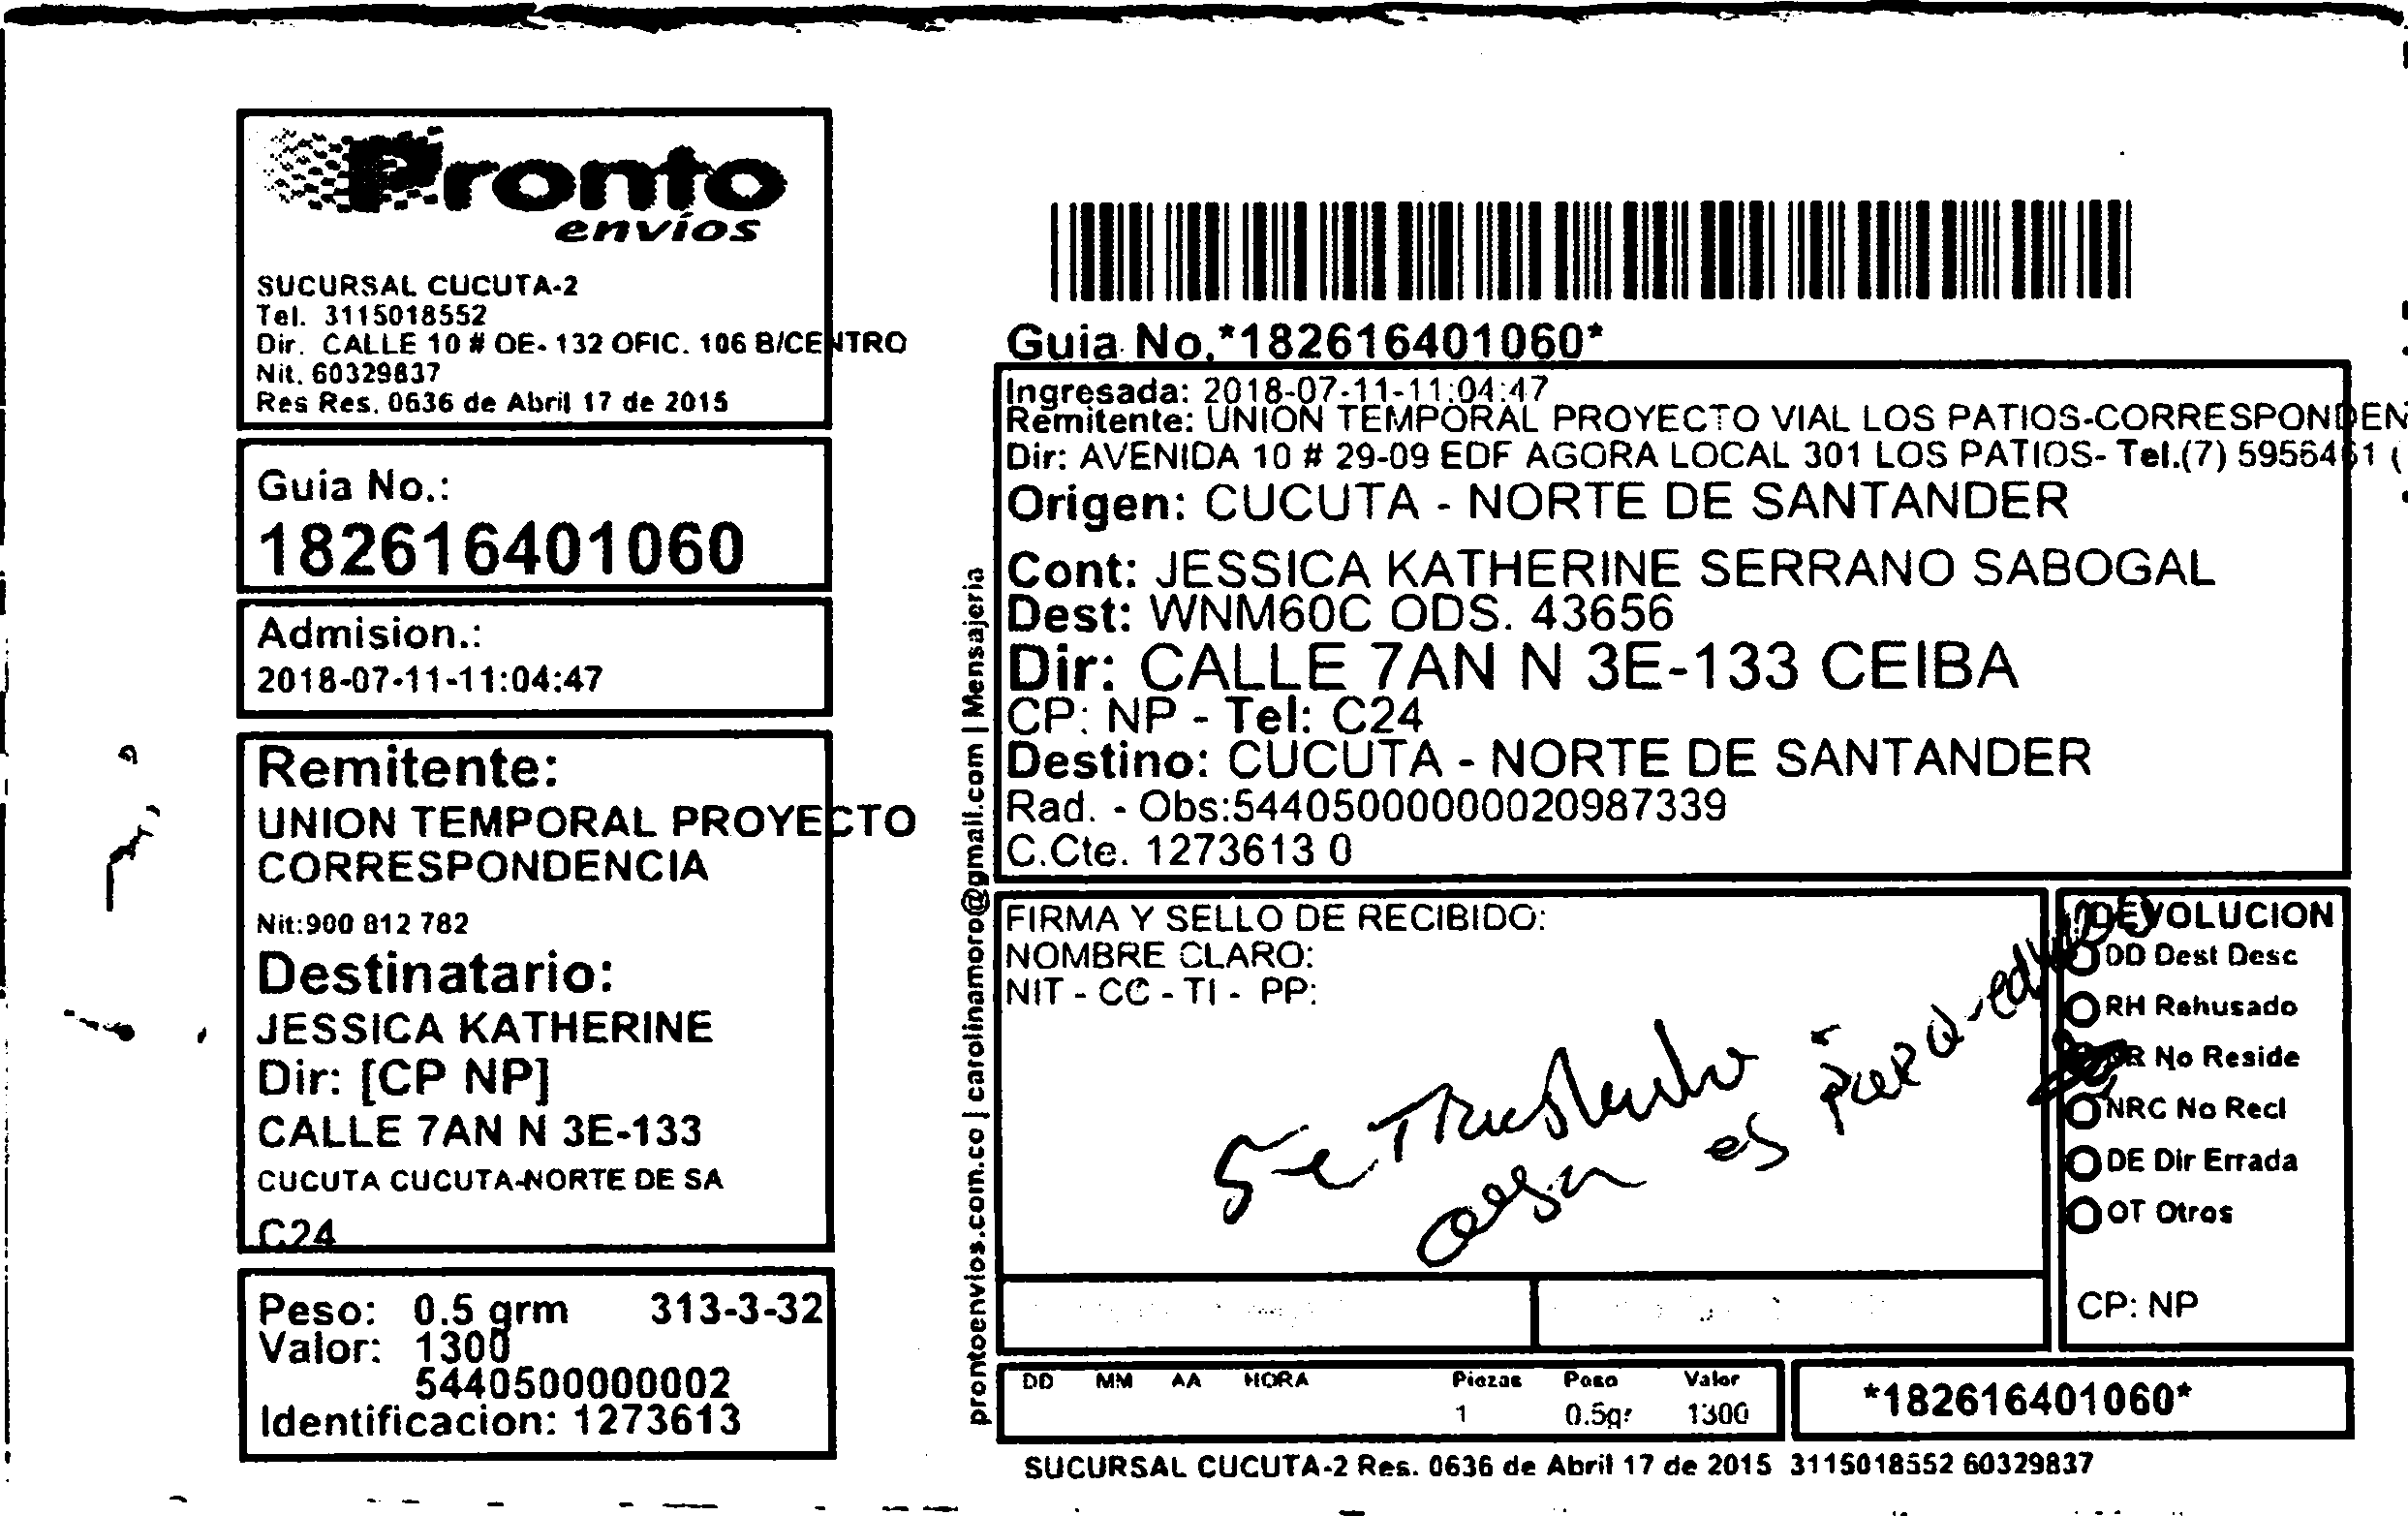 Pronto
envíos
SUCURSAL CUCUTA-2
Tel. 3115018552
Dir. CALLE 10 # OE-132 OFIC. 106 B/CENTRO
Nit. 60329837
Res Res. 0636 de Abril 17 de 2015
Guia No.:
182616401060
Admision.:
2018-07-11-11:04:47
Remitente:
UNION TEMPORAL PROYECTO
CORRESPONDENCIA
Nit:900 812 782
Destinatario:
JESSICA KATHERINE
Dir: [CP NP]
CALLE 7AN N 3E-133
CUCUTA CUCUTA-NORTE DE SA
C24
Peso: 0.5 grm 313-3-32
Valor: 1300
5440500000002
Identificacion: 1273613
prontoenvios.com.co | carolinamoro@gmail.com | Mensajeria
Guia No.*182616401060*
Ingresada: 2018-07-11-11:04:47
Remitente: UNION TEMPORAL PROYECTO VIAL LOS PATIOS-CORRESPONDEN
Dir: AVENIDA 10 # 29-09 EDF AGORA LOCAL 301 LOS PATIOS- Tel.(7) 5956461 (
Origen: CUCUTA - NORTE DE SANTANDER
Cont: JESSICA KATHERINE SERRANO SABOGAL
Dest: WNM60C ODS. 43656
Dir: CALLE 7AN N 3E-133 CEIBA
CP: NP - Tel: C24
Destino: CUCUTA - NORTE DE SANTANDER
Rad. - Obs:544050000000020987339
C.Cte. 1273613 0
FIRMA Y SELLO DE RECIBIDO:
NOMBRE CLARO:
NIT - CC - TI - PP:
Se Traslado
casa es para
DEVOLUCION
DD Dest Desc
RH Rehusado
NR No Reside
NRC No Recl
DE Dir Errada
OT Otros
CP: NP
DD MM AA HORA Piezas Peso Valor
1 0.5gr 1300
*182616401060*
SUCURSAL CUCUTA-2 Res. 0636 de Abril 17 de 2015 3115018552 60329837